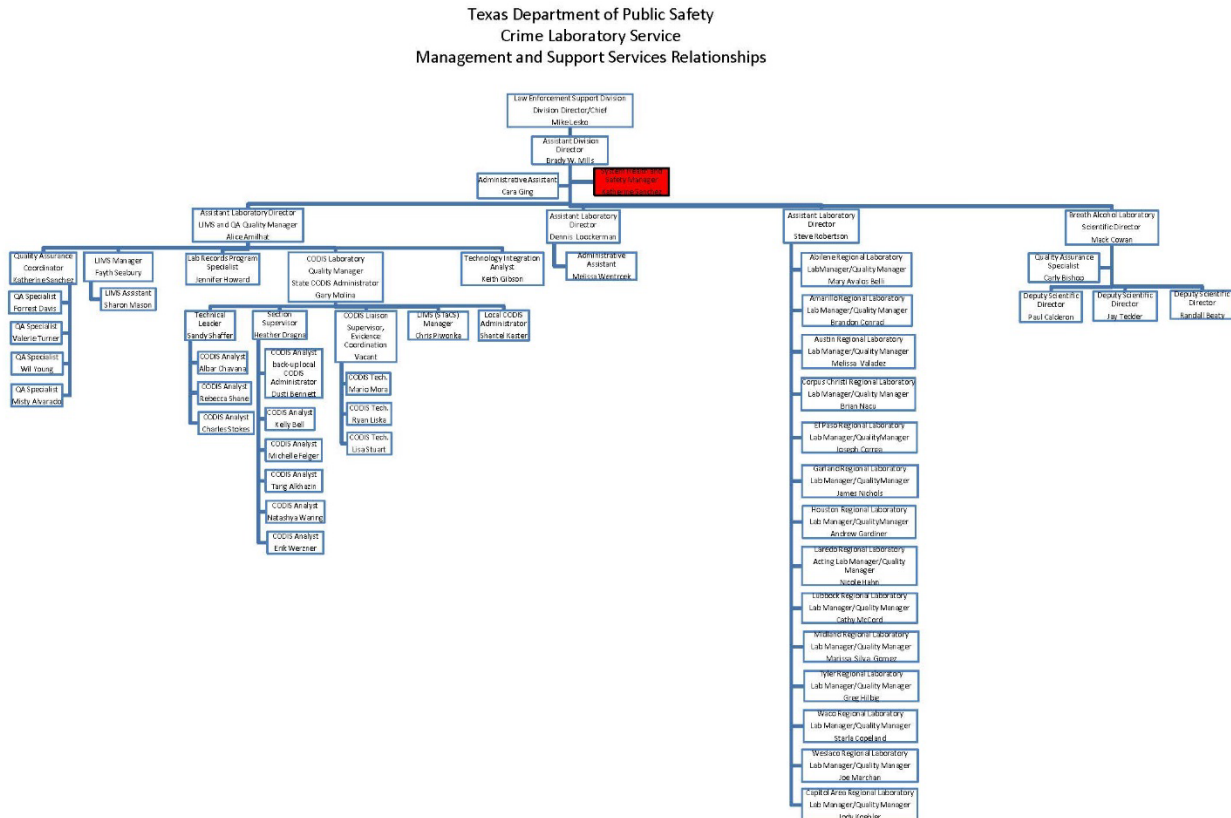 Texas Department of Public Safety
Crime Laboratory Service
Management and Support Services Relationships
Law Enforcement Support Division
Division Director/Chief
Mike Lesko
Assistant Division
Director
Brady W. Mills
Administrative Assistant
Cara Ging
System Health and
Safety Manager
Katherine Sanchez
Assistant Laboratory Director
LIMS and QA Quality Manager
Alice Amilhat
Assistant Laboratory
Director
Dennis Loockerman
Assistant Laboratory
Director
Steve Robertson
Breath Alcohol Laboratory
Scientific Director
Mack Cowan
Quality Assurance
Coordinator
Katherine Sanchez
LIMS Manager
Fayth Seabury
Lab Records Program
Specialist
Jennifer Howard
CODIS Laboratory
Quality Manager
State CODIS Administrator
Gary Molina
Technology Integration
Analyst
Keith Gibson
Administrative
Assistant
Melissa Wentrcek
QA Specialist
Forrest Davis
QA Specialist
Valerie Turner
QA Specialist
Will Young
QA Specialist
Misty Alvarado
LIMS Assistant
Sharon Mason
Technical
Leader
Sandy Shaffer
CODIS Analyst
Albar Chavana
CODIS Analyst
Rebecca Shane
CODIS Analyst
Charles Stokes
Section
Supervisor
Heather Dragna
CODIS Analyst
back-up local
CODIS
Administrator
Dusti Bennett
CODIS Analyst
Kelly Bell
CODIS Analyst
Michelle Felger
CODIS Analyst
Tang Alkhazin
CODIS Analyst
Natashya Waring
CODIS Analyst
Erik Werzner
CODIS Liaison
Supervisor,
Evidence
Coordination
Vacant
CODIS Tech.
Mario Mora
CODIS Tech.
Ryan Liska
CODIS Tech.
Lisa Stuart
LIMS (STaCS)
Manager
Chris Piwonka
Local CODIS
Administrator
Shantel Kaster
Abilene Regional Laboratory
Lab Manager/Quality Manager
Mary Avalos Belli
Amarillo Regional Laboratory
Lab Manager/Quality Manager
Brandon Conrad
Austin Regional Laboratory
Lab Manager/Quality Manager
Melissa Valadez
Corpus Christi Regional Laboratory
Lab Manager/Quality Manager
Brian Nacu
El Paso Regional Laboratory
Lab Manager/Quality Manager
Joseph Correa
Garland Regional Laboratory
Lab Manager/Quality Manager
James Nichols
Houston Regional Laboratory
Lab Manager/Quality Manager
Andrew Gardiner
Laredo Regional Laboratory
Acting Lab Manager/Quality
Manager
Nicole Hahn
Lubbock Regional Laboratory
Lab Manager/Quality Manager
Cathy McCord
Midland Regional Laboratory
Lab Manager/Quality Manager
Marissa Silva Gomez
Tyler Regional Laboratory
Lab Manager/Quality Manager
Greg Hilbig
Waco Regional Laboratory
Lab Manager/Quality Manager
Starla Copeland
Weslaco Regional Laboratory
Lab Manager/Quality Manager
Joe Marchan
Capitol Area Regional Laboratory
Lab Manager/Quality Manager
Jody Koehler
Quality Assurance
Specialist
Carly Bishop
Deputy Scientific
Director
Paul Calderon
Deputy Scientific
Director
Jay Tedder
Deputy Scientific
Director
Randall Beaty